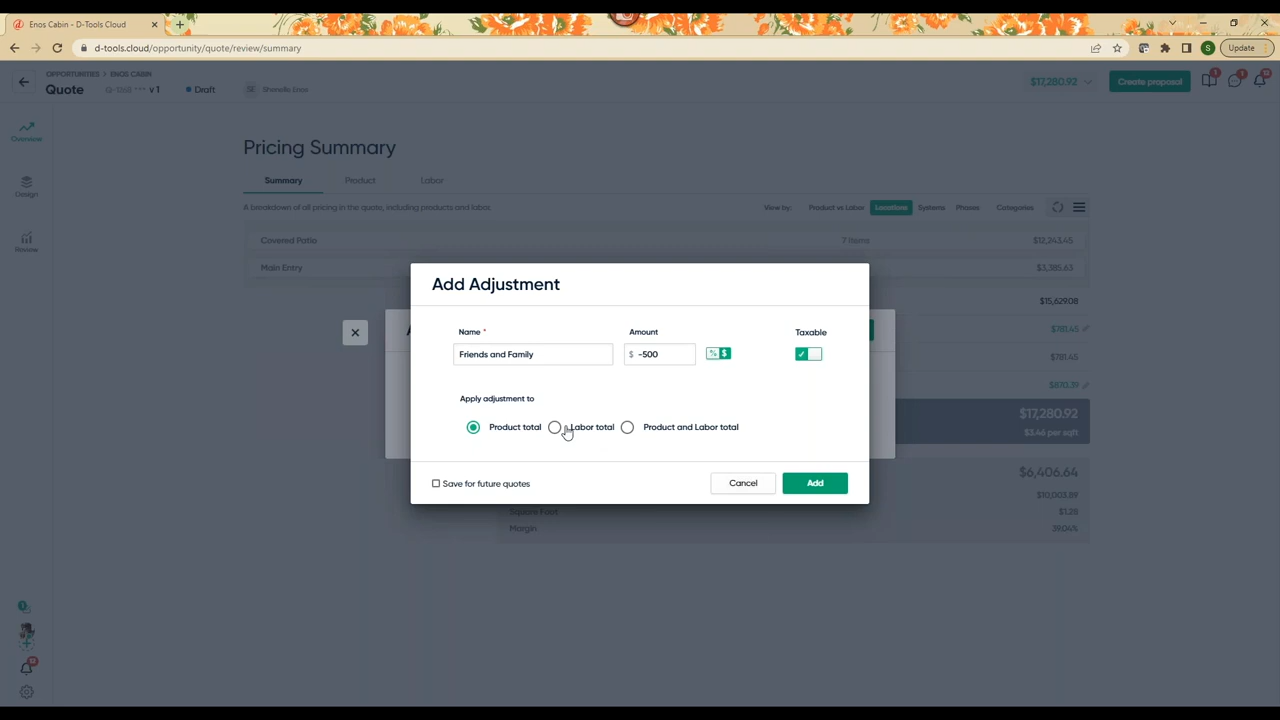 Enos Cabin - D-Tools Cloud
d-tools.cloud/opportunity/quote/review/summary
S
Update
OPPORTUNITIES > ENOS CABIN
Quote
v 1
Draft
Shenelle Enos
$17,280.92
Create proposal
Overview
Design
Review
Pricing Summary
Summary
Product
Labor
A breakdown of all pricing in the quote, including products and labor.
View by:
Product vs Labor
Locations
Systems
Phases
Categories
Covered Patio
7 Items
$12,243.45
Main Entry
$3,385.63
$15,629.08
$781.45
$781.45
$870.39
$17,280.92
$3.46 per sqft
$6,406.64
$10,003.89
Square Foot
$1.28
Margin
39.04%
Add Adjustment
Name *
Amount
Taxable
Friends and Family
$ -500
% $
Apply adjustment to
Product total
Labor total
Product and Labor total
Save for future quotes
Cancel
Add